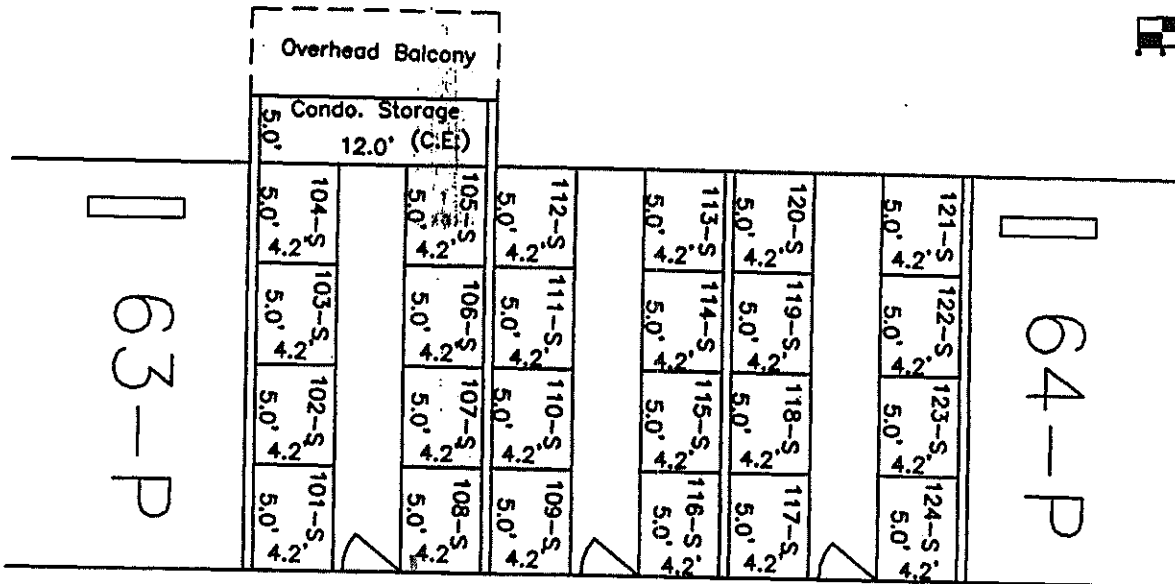 Overhead Balcony
Condo. Storage
5.0' 12.0' (C.E.)
104-S 5.0' 4.2'
105-S 5.0' 4.2'
112-S 5.0' 4.2'
113-S 5.0' 4.2'
120-S 5.0' 4.2'
121-S 5.0' 4.2'
103-S 5.0' 4.2'
106-S 5.0' 4.2'
111-S 5.0' 4.2'
114-S 5.0' 4.2'
119-S 5.0' 4.2'
122-S 5.0' 4.2'
102-S 5.0' 4.2'
107-S 5.0' 4.2'
110-S 5.0' 4.2'
115-S 5.0' 4.2'
118-S 5.0' 4.2'
123-S 5.0' 4.2'
101-S 5.0' 4.2'
108-S 5.0' 4.2'
109-S 5.0' 4.2'
116-S 5.0' 4.2'
117-S 5.0' 4.2'
124-S 5.0' 4.2'
63-P
64-P